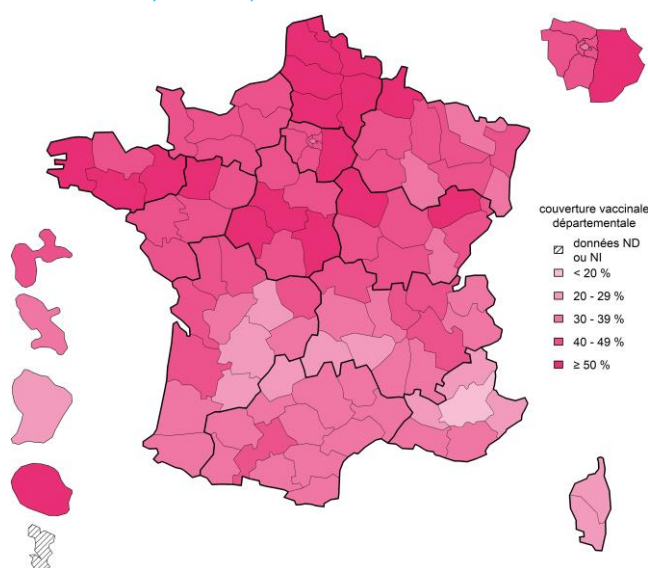 couverture vaccinale
départementale
données ND
ou NI
< 20 %
20 - 29 %
30 - 39 %
40 - 49 %
≥ 50 %